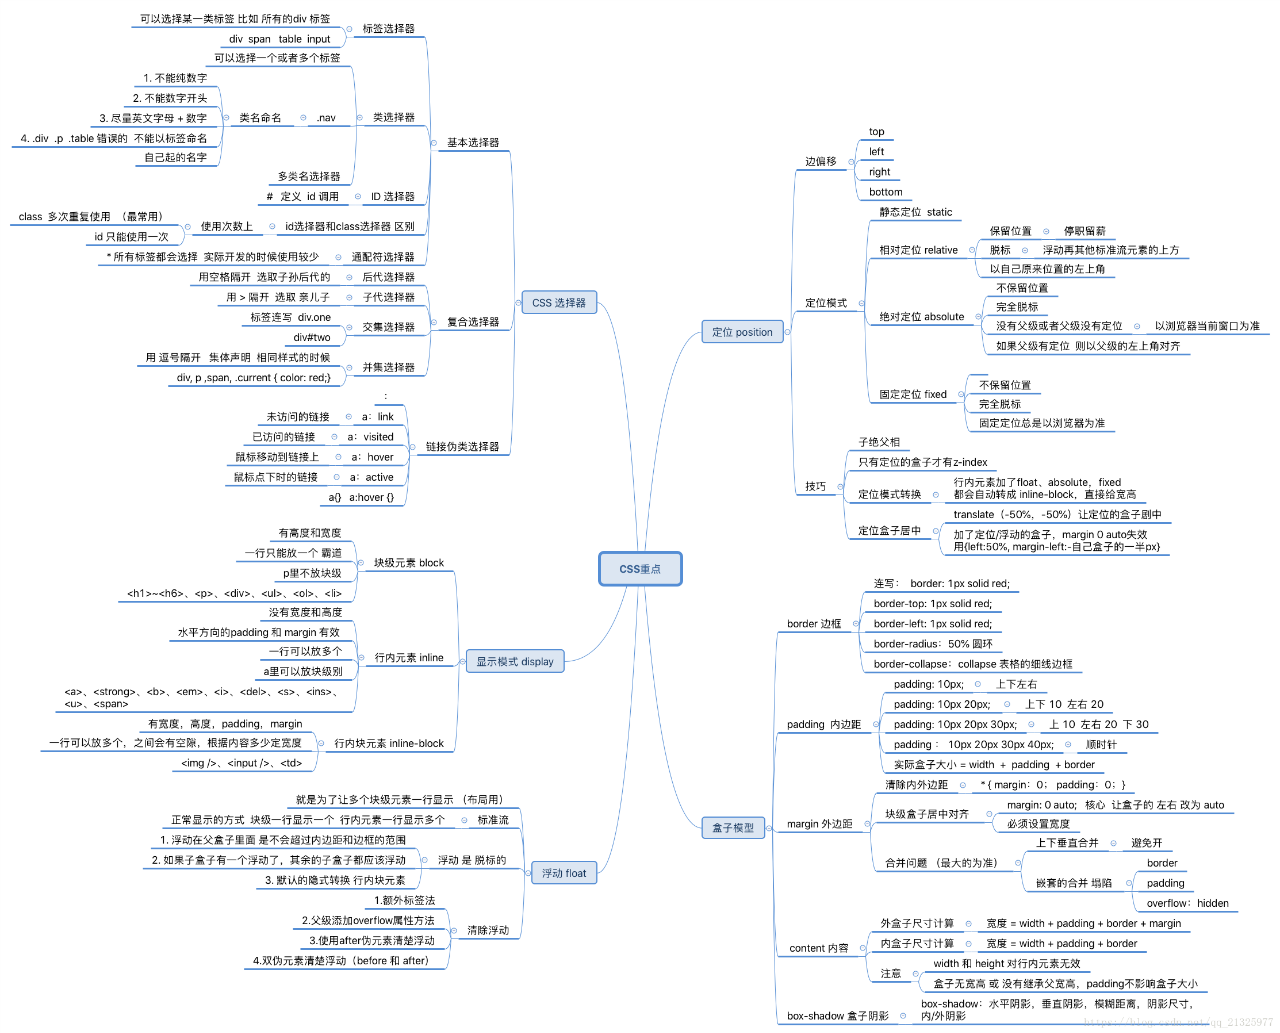 CSS重点
CSS 选择器
基本选择器
标签选择器
可以选择某一类标签 比如 所有的div 标签
div span table input
类选择器
可以选择一个或者多个标签
.nav
类名命名
1. 不能纯数字
2. 不能数字开头
3. 尽量英文字母 + 数字
4. .div .p .table 错误的 不能以标签命名
自己起的名字
多类名选择器
ID 选择器
# 定义 id 调用
id选择器和class选择器 区别
使用次数上
class 多次重复使用 （最常用）
id 只能使用一次
通配符选择器
* 所有标签都会选择 实际开发的时候使用较少
复合选择器
后代选择器
用空格隔开 选取子孙后代的
子代选择器
用 > 隔开 选取 亲儿子
交集选择器
标签连写 div.one
div#two
并集选择器
用 逗号隔开 集体声明 相同样式的时候
div, p ,span, .current { color: red;}
链接伪类选择器
:
a：link
未访问的链接
a：visited
已访问的链接
a：hover
鼠标移动到链接上
a：active
鼠标点下时的链接
a{} a:hover {}
显示模式 display
块级元素 block
有高度和宽度
一行只能放一个 霸道
p里不放块级
<h1>~<h6>、<p>、<div>、<ul>、<ol>、<li>
行内元素 inline
没有宽度和高度
水平方向的padding 和 margin 有效
一行可以放多个
a里可以放块级别
<a>、<strong>、<b>、<em>、<i>、<del>、<s>、<ins>、
<u>、<span>
行内块元素 inline-block
有宽度，高度，padding，margin
一行可以放多个，之间会有空隙，根据内容多少定宽度
<img />、<input />、<td>
浮动 float
就是为了让多个块级元素一行显示 （布局用）
标准流
正常显示的方式 块级一行显示一个 行内元素一行显示多个
浮动 是 脱标的
1. 浮动在父盒子里面 是不会超过内边距和边框的范围
2. 如果子盒子有一个浮动了，其余的子盒子都应该浮动
3. 默认的隐式转换 行内块元素
清除浮动
1.额外标签法
2.父级添加overflow属性方法
3.使用after伪元素清楚浮动
4.双伪元素清楚浮动（before 和 after）
定位 position
边偏移
top
left
right
bottom
定位模式
静态定位 static
相对定位 relative
保留位置
停职留薪
脱标
浮动再其他标准流元素的上方
以自己原来位置的左上角
绝对定位 absolute
不保留位置
完全脱标
没有父级或者父级没有定位
以浏览器当前窗口为准
如果父级有定位 则以父级的左上角对齐
固定定位 fixed
不保留位置
完全脱标
固定定位总是以浏览器为准
技巧
子绝父相
只有定位的盒子才有z-index
定位模式转换
行内元素加了float、absolute，fixed
都会自动转成 inline-block，直接给宽高
定位盒子居中
translate（-50%，-50%）让定位的盒子剧中
加了定位/浮动的盒子，margin 0 auto失效
用{left:50%, margin-left:-自己盒子的一半px}
盒子模型
border 边框
连写： border: 1px solid red;
border-top: 1px solid red;
border-left: 1px solid red;
border-radius：50% 圆环
border-collapse：collapse 表格的细线边框
padding 内边距
padding: 10px;
上下左右
padding: 10px 20px;
上下 10 左右 20
padding: 10px 20px 30px;
上 10 左右 20 下 30
padding： 10px 20px 30px 40px;
顺时针
实际盒子大小 = width + padding + border
margin 外边距
清除内外边距
* { margin：0； padding：0；}
块级盒子居中对齐
margin: 0 auto; 核心 让盒子的 左右 改为 auto
必须设置宽度
合并问题 （最大的为准）
上下垂直合并
避免开
嵌套的合并 塌陷
border
padding
overflow：hidden
content 内容
外盒子尺寸计算
宽度 = width + padding + border + margin
内盒子尺寸计算
宽度 = width + padding + border
注意
width 和 height 对行内元素无效
盒子无宽高 或 没有继承父宽高，padding不影响盒子大小
box-shadow 盒子阴影
box-shadow：水平阴影，垂直阴影，模糊距离，阴影尺寸，
内/外阴影
https://blog.csdn.net/qq_21325977